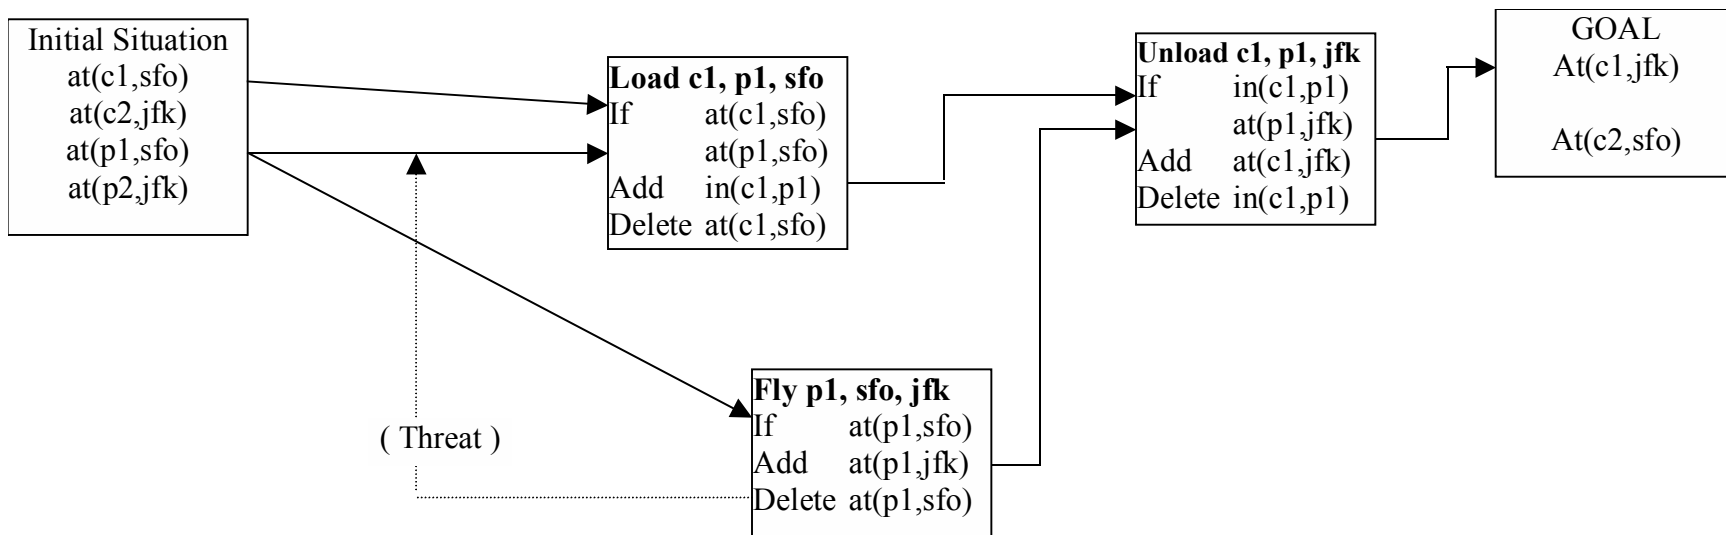 Initial Situation
at(c1,sfo)
at(c2,jfk)
at(p1,sfo)
at(p2,jfk)
Load c1, p1, sfo
If at(c1,sfo)
at(p1,sfo)
Add in(c1,p1)
Delete at(c1,sfo)
Unload c1, p1, jfk
If in(c1,p1)
at(p1,jfk)
Add at(c1,jfk)
Delete in(c1,p1)
GOAL
At(c1,jfk)
At(c2,sfo)
( Threat )
Fly p1, sfo, jfk
If at(p1,sfo)
Add at(p1,jfk)
Delete at(p1,sfo)